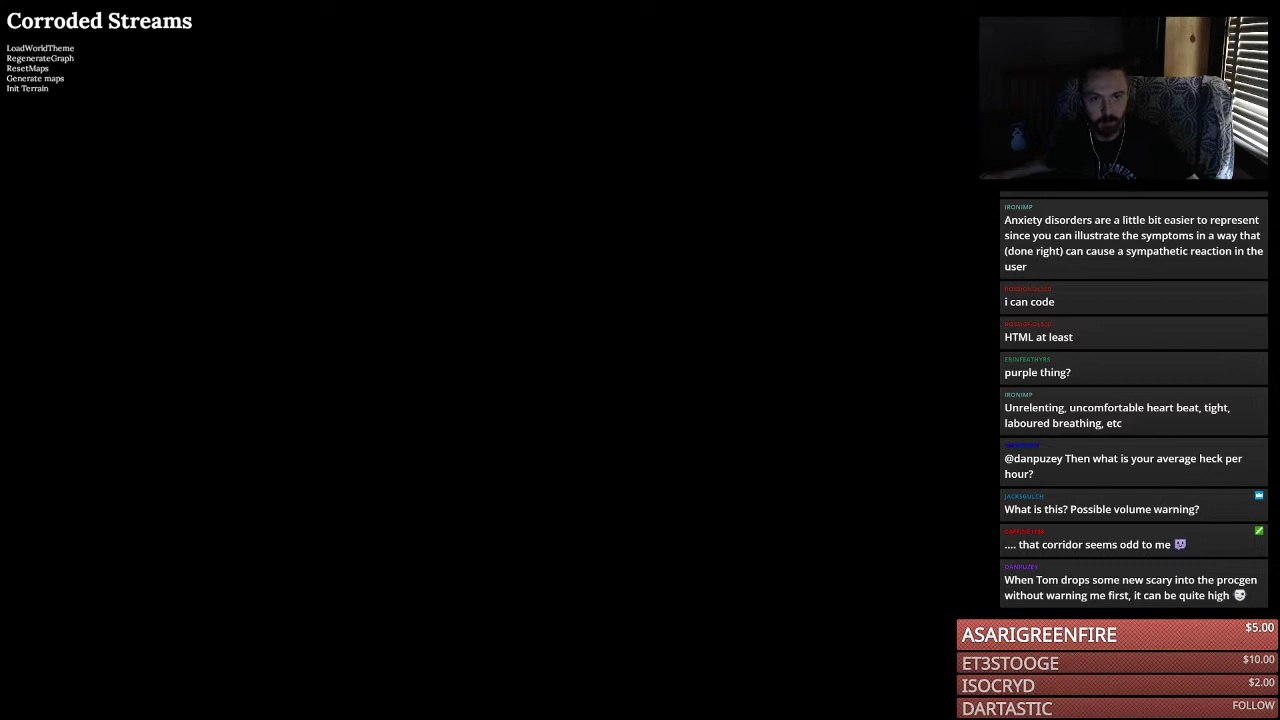 Corroded Streams
LoadWorldTheme
RegenerateGraph
ResetMaps
Generate maps
Init Terrain
IRONIMP
Anxiety disorders are a little bit easier to represent
since you can illustrate the symptoms in a way that
(done right) can cause a sympathetic reaction in the
user
i can code
HTML at least
ERINFEATHYRS
purple thing?
IRONIMP
Unrelenting, uncomfortable heart beat, tight,
laboured breathing, etc
@danpuzey Then what is your average heck per
hour?
JACKSGULCH
What is this? Possible volume warning?
.... that corridor seems odd to me
DANPUZEY
When Tom drops some new scary into the procgen
without warning me first, it can be quite high
ASARIGREENFIRE $5.00
ET3STOOGE $10.00
ISOCRYD $2.00
DARTASTIC FOLLOW